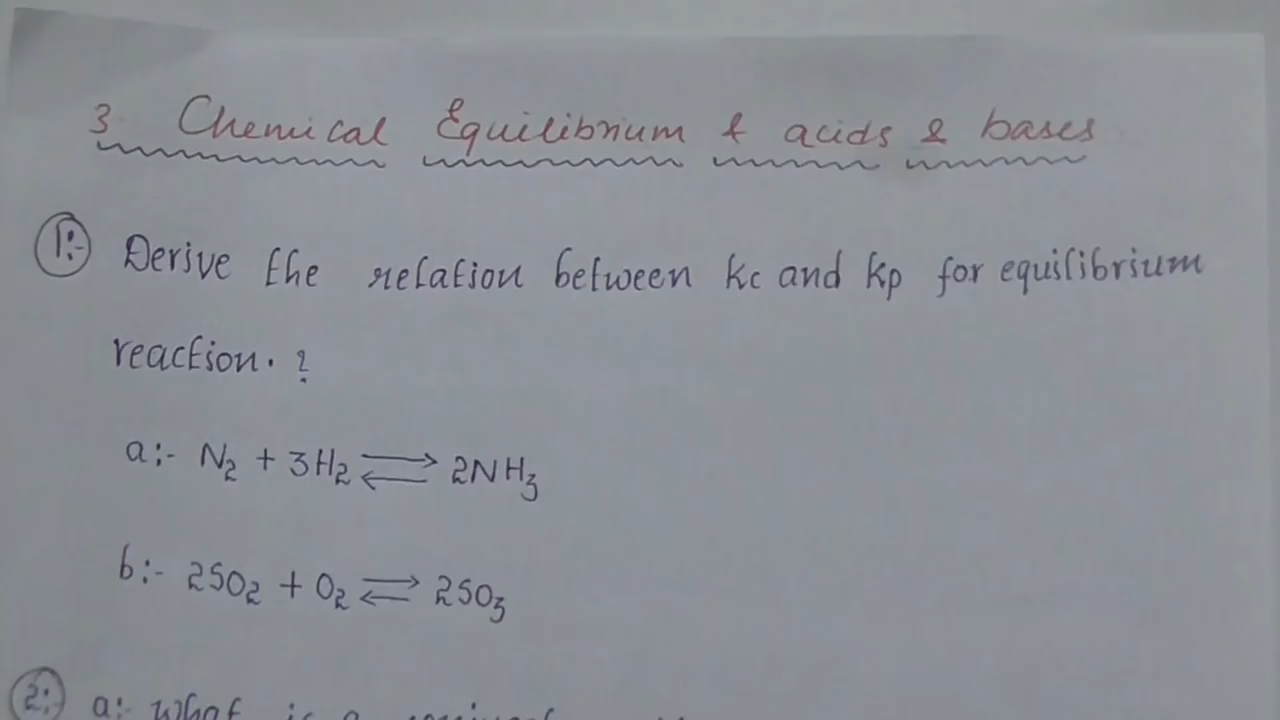 3. Chemical Equilibrium & acids & bases
1:- Derive the relation between kc and kp for equilibrium
reaction. ?
a:- N2 + 3H2 ⇌ 2NH3
b:- 2SO2 + O2 ⇌ 2SO3
2:- a:- what is a